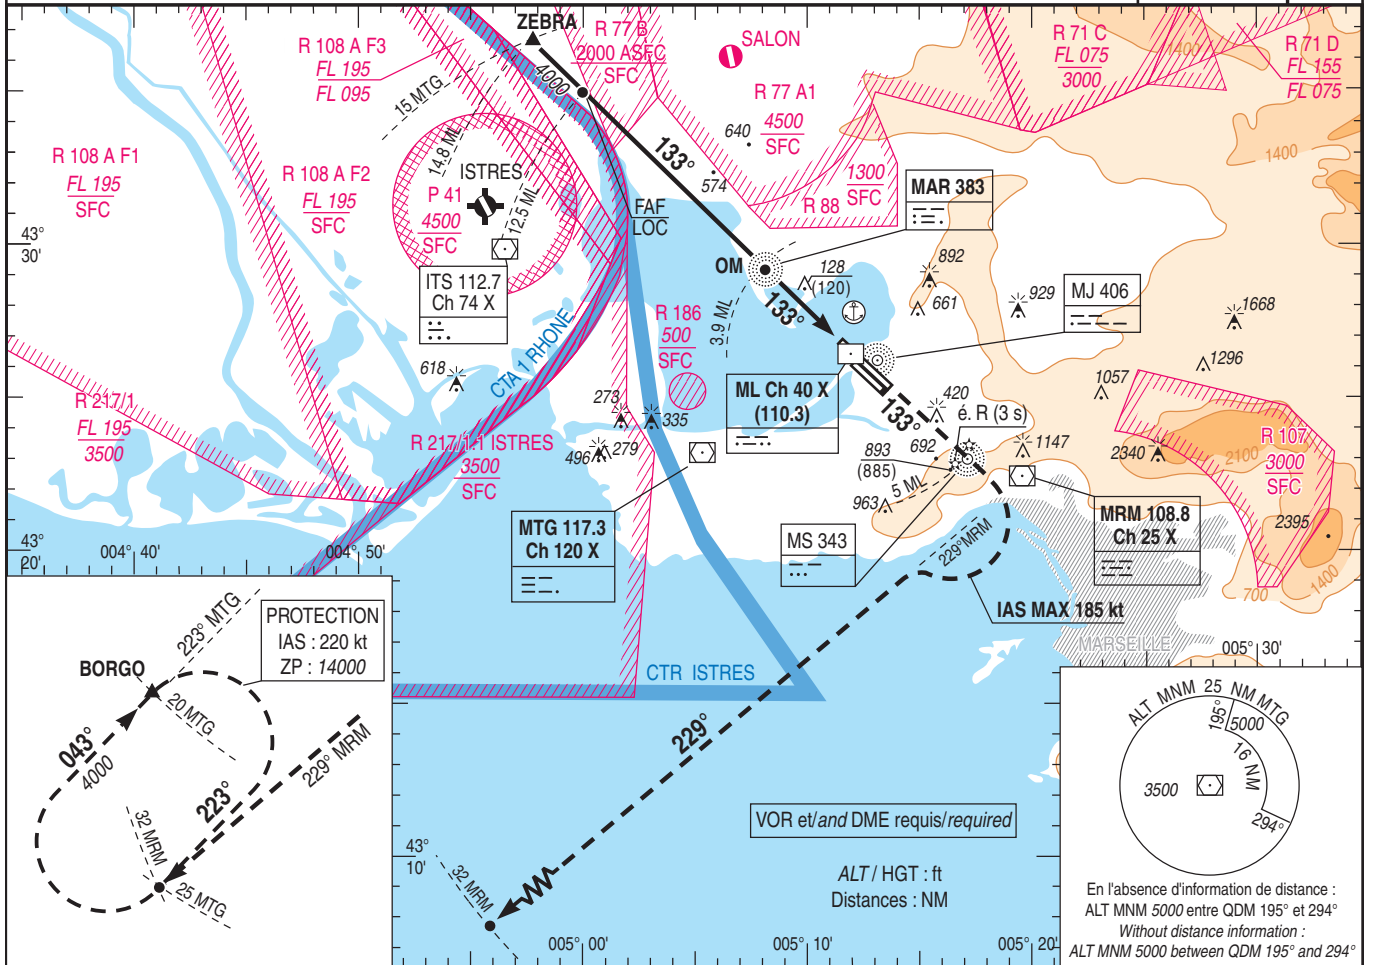 ZEBRA
4000
15 MTG
14.8 ML
12.5 ML
R 108 A F3
FL 195
FL 095
R 77 B
2000 ASFC
SFC
SALON
R 77 A1
4500
SFC
R 71 C
FL 075
3000
R 71 D
FL 155
FL 075
1400
1400
R 108 A F1
FL 195
SFC
R 108 A F2
FL 195
SFC
ISTRES
P 41
4500
SFC
640
574
133°
1300
SFC
R 88
MAR 383
FAF
LOC
43°
30'
ITS 112.7
Ch 74 X
OM
128
(120)
892
661
929
MJ 406
1668
133°
3.9 ML
R 186
500
SFC
CTA 1 RHONE
618
1296
1057
ML Ch 40 X
(110.3)
133°
420
é. R (3 s)
R 217/1
FL 195
3500
273
335
R 217/1.1 ISTRES
3500
SFC
496
279
893
(885)
692
1147
2340
2100
R 107
3000
SFC
5 ML
963
2395
MTG 117.3
Ch 120 X
MS 343
229° MRM
MRM 108.8
Ch 25 X
43°
20'
004° 40'
004° 50'
1400
700
IAS MAX 185 kt
MARSEILLE
005° 30'
PROTECTION
IAS : 220 kt
ZP : 14000
223° MTG
BORGO
20 MTG
043°
4000
223°
229° MRM
32 MRM
25 MTG
CTR ISTRES
229°
VOR et/and DME requis/required
ALT / HGT : ft
Distances : NM
43°
10'
32 MRM
005° 00'
005° 10'
005° 20'
ALT MNM 25 NM MTG
195°
5000
16 NM
3500
294°
En l'absence d'information de distance :
ALT MNM 5000 entre QDM 195° et 294°
Without distance information :
ALT MNM 5000 between QDM 195° and 294°